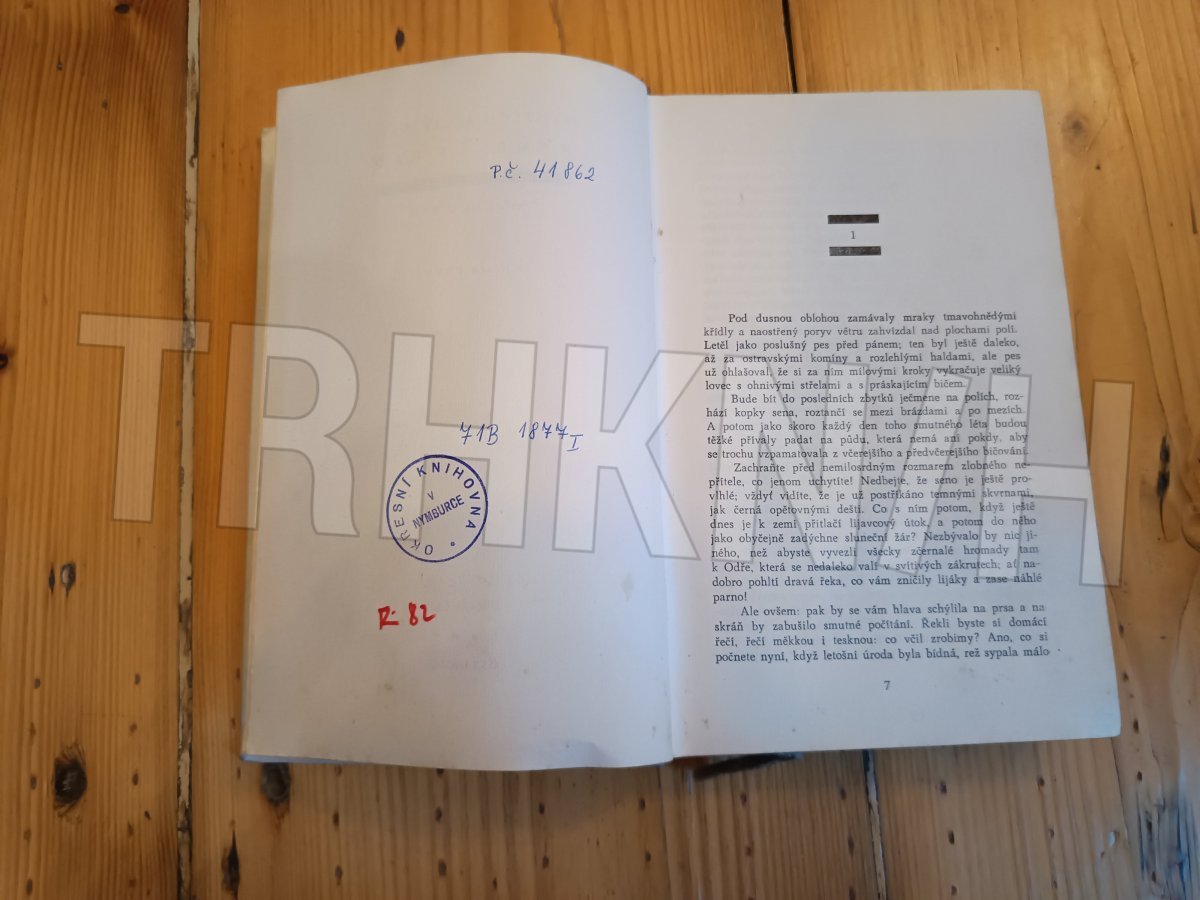 P.č. 41862
71B 1877 I
OKRESNÍ KNIHOVNA
V
NYMBURCE
R-82
1
Pod dusnou oblohou zamávaly mraky tmavohnědými
křídly a naostřený poryv větru zahvízdal nad plochami polí.
Letěl jako poslušný pes před pánem; ten byl ještě daleko,
až za ostravskými komíny a rozlehlými haldami, ale pes
už ohlašoval, že si za ním mílovými kroky vykračuje veliký
lovec s ohnivými střelami a s práskajícím bičem.
Bude bít do posledních zbytků ječmene na polích, roz-
hází kopky sena, roztančí se mezi brázdami a po mezích.
A potom jako skoro každý den toho smutného léta budou
těžké přívaly padat na půdu, která nemá ani pokdy, aby
se trochu vzpamatovala z včerejšího a předvčerejšího bičování.
Zachraňte před nemilosrdným rozmarem zlobného ne-
přítele, co jenom uchytíte! Nedbejte, že seno je ještě pro-
vlhlé; vždyť vidíte, že je už postříkáno temnými skvrnami,
jak černá opětovnými dešti. Co s ním potom, když ještě
dnes je k zemi přitlačí lijavcový útok, a potom do něho
jako obyčejně zadýchne sluneční žár? Nezbývalo by nic ji-
ného, než abyste vyvezli všecky zčernalé hromady tam
k Odře, která se nedaleko valí v svítivých zákrutech; ať na-
dobro pohltí dravá řeka, co vám zničily lijáky a zase náhlé
parno!
Ale ovšem: pak by se vám hlava schýlila na prsa a na
skráň by zabušilo smutné počítání. Řekli byste si domácí
řečí, řečí měkkou i tesknou: co včil zrobimy? Ano, co si
počnete nyní, když letošní úroda byla bídná, rež sypala málo
7
TRHKNIH